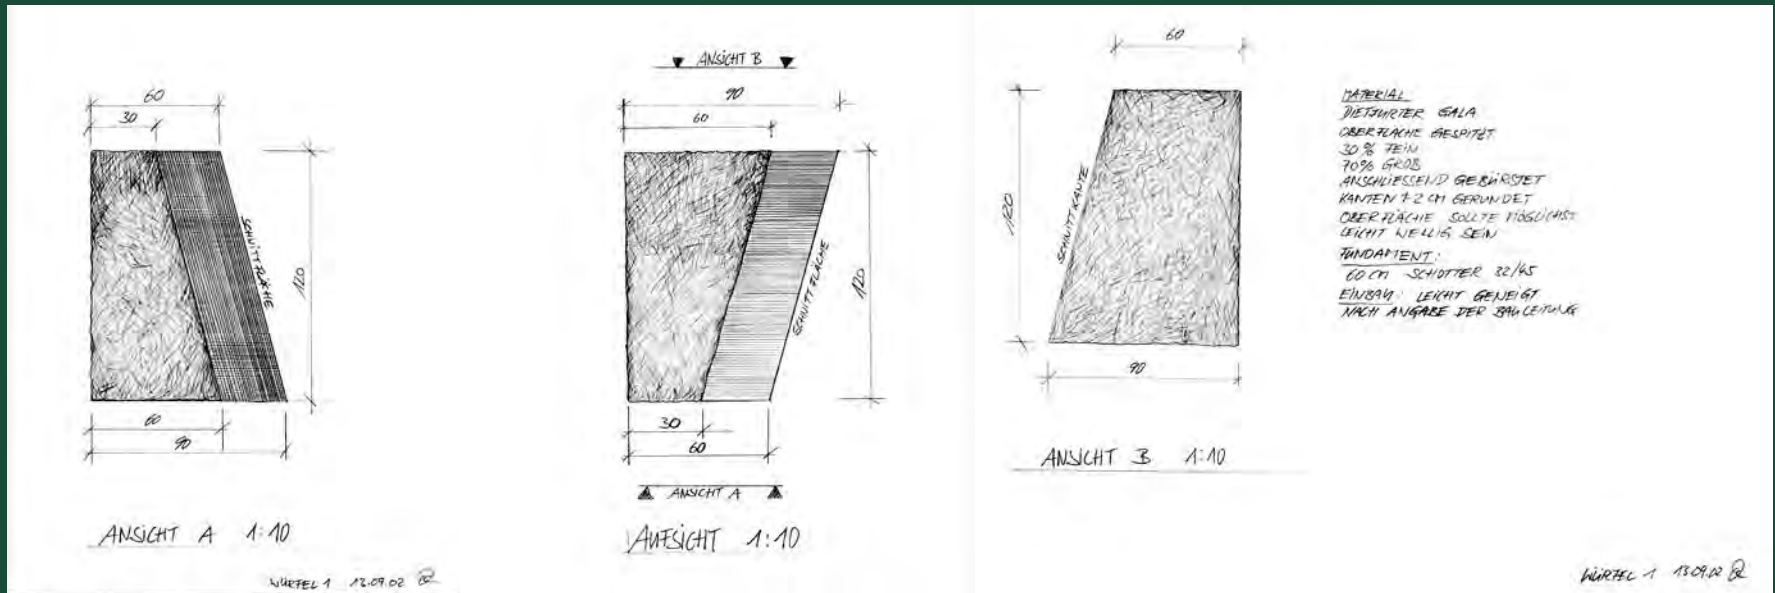 60
30
SCHNITTFLÄCHE
120
60
90
ANSICHT A 1:10
WÜRFEL 1 13.09.02
ANSICHT B
90
60
SCHNITTFLÄCHE
120
30
60
ANSICHT A
AUFSICHT 1:10
60
120
SCHNITTKANTE
90
ANSICHT B 1:10
MATERIAL
DIETFURTER GALA
OBERFLÄCHE GESPITZT
30% FEIN
70% GROB
ANSCHLIESSEND GEBÜRSTET
KANTEN 1-2 CM GERUNDET
OBERFLÄCHE SOLLTE MÖGLICHST
LEICHT WELLIG SEIN
FUNDAMENT:
60 CM SCHOTTER 32/45
EINBAU: LEICHT GENEIGT
NACH ANGABE DER BAULEITUNG
WÜRFEL 1 13.09.02